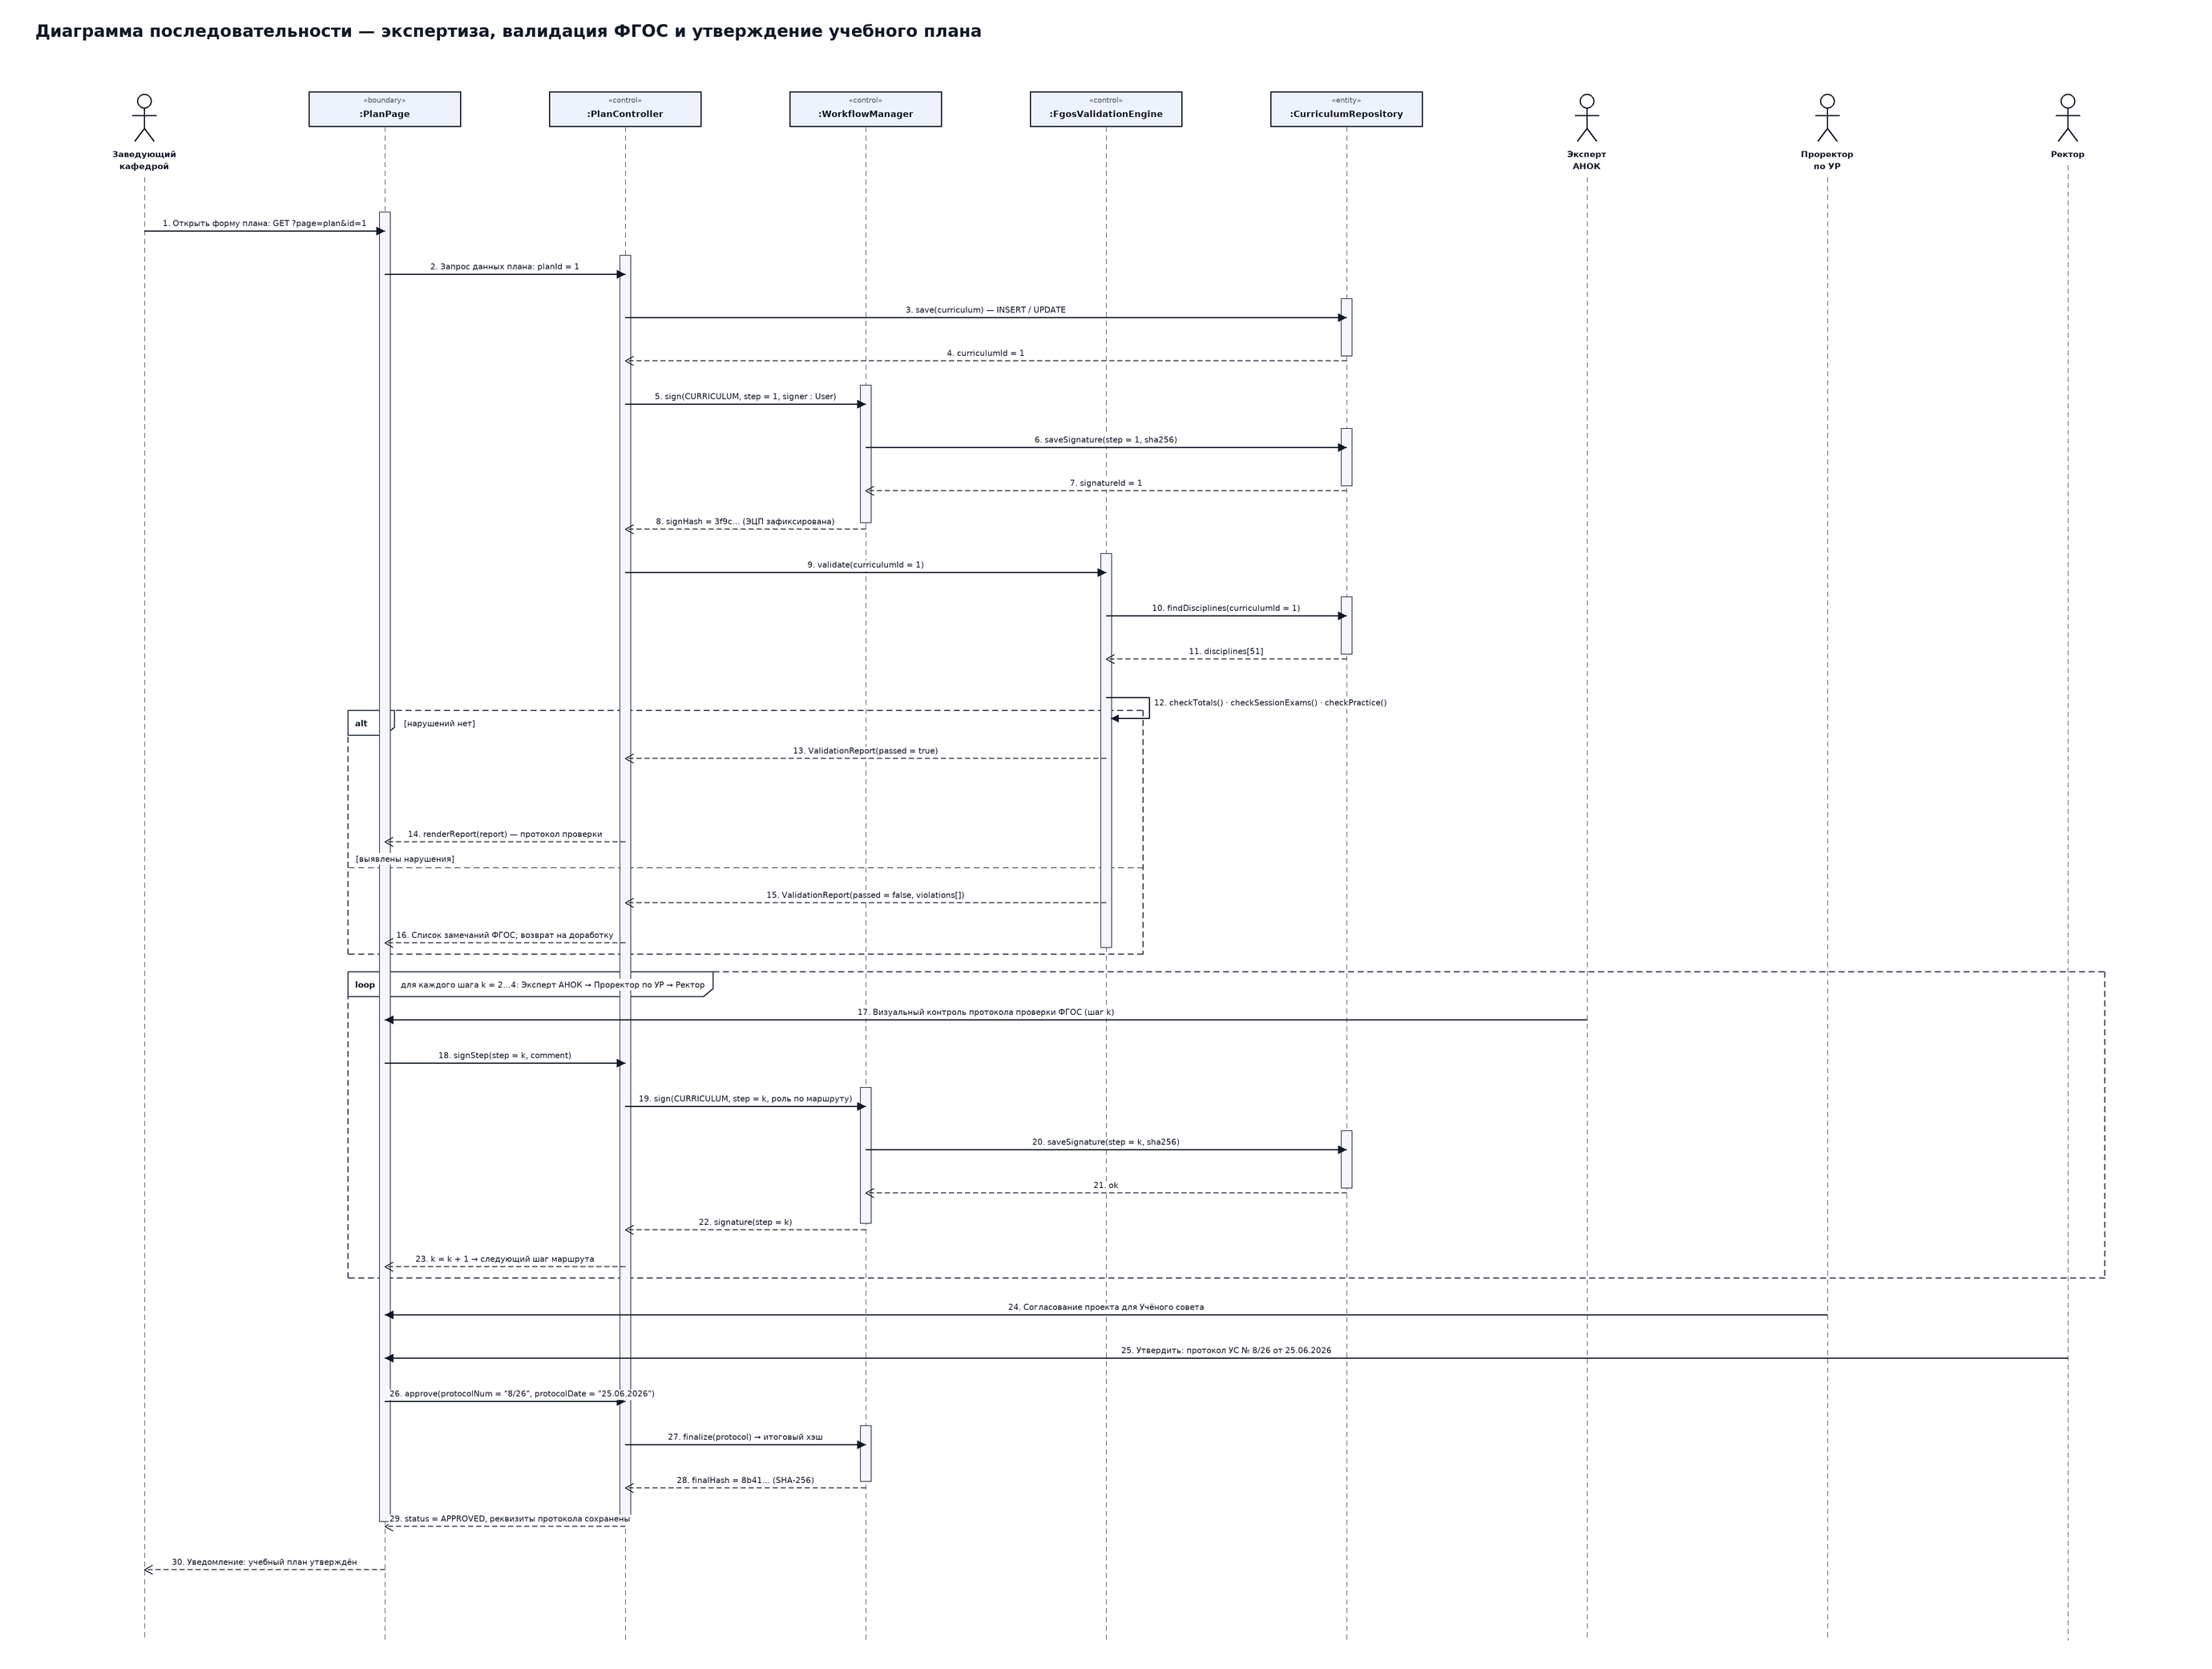 Диаграмма последовательности — экспертиза, валидация ФГОС и утверждение учебного плана
Заведующий
кафедрой
«boundary»
:PlanPage
«control»
:PlanController
«control»
:WorkflowManager
«control»
:FgosValidationEngine
«entity»
:CurriculumRepository
Эксперт
АНОК
Проректор
по УР
Ректор
1. Открыть форму плана: GET ?page=plan&id=1
2. Запрос данных плана: planId = 1
3. save(curriculum) — INSERT / UPDATE
4. curriculumId = 1
5. sign(CURRICULUM, step = 1, signer : User)
6. saveSignature(step = 1, sha256)
7. signatureId = 1
8. signHash = 3f9c… (ЭЦП зафиксирована)
9. validate(curriculumId = 1)
10. findDisciplines(curriculumId = 1)
11. disciplines[51]
12. checkTotals() · checkSessionExams() · checkPractice()
alt
[нарушений нет]
13. ValidationReport(passed = true)
14. renderReport(report) — протокол проверки
[выявлены нарушения]
15. ValidationReport(passed = false, violations[])
16. Список замечаний ФГОС; возврат на доработку
loop
для каждого шага k = 2…4: Эксперт АНОК → Проректор по УР → Ректор
17. Визуальный контроль протокола проверки ФГОС (шаг k)
18. signStep(step = k, comment)
19. sign(CURRICULUM, step = k, роль по маршруту)
20. saveSignature(step = k, sha256)
21. ok
22. signature(step = k)
23. k = k + 1 → следующий шаг маршрута
24. Согласование проекта для Учёного совета
25. Утвердить: протокол УС № 8/26 от 25.06.2026
26. approve(protocolNum = "8/26", protocolDate = "25.06.2026")
27. finalize(protocol) → итоговый хэш
28. finalHash = 8b41… (SHA-256)
29. status = APPROVED, реквизиты протокола сохранены
30. Уведомление: учебный план утверждён